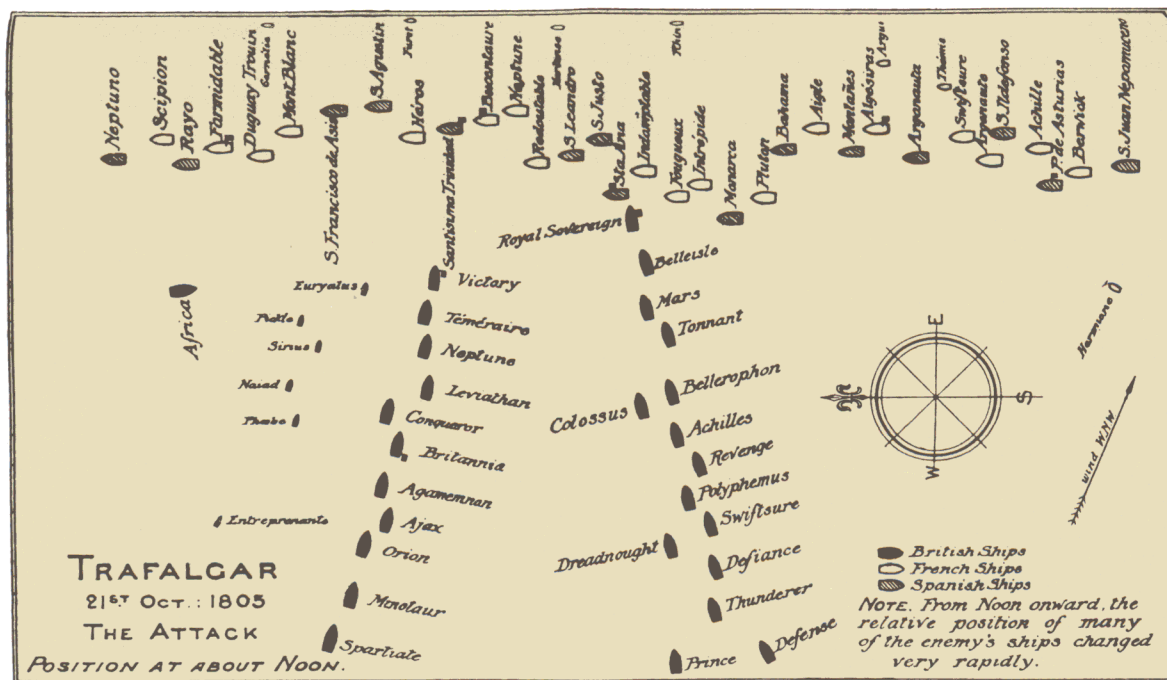 Neptuno
Scipion
Rayo
Formidable
Duguay Trouin
Cornélie
Mont Blanc
S. Francisco de Asis
S. Agustin
Furet
Héros
Santisima Trinidad
Bucentaure
Neptune
Redoutable
Hortense
S. Leandro
S. Justo
Sta Ana
Indomptable
Fougueux
Rhin
Intrépide
Monarca
Pluton
Bahama
Aigle
Montañes
Algésiras
Argus
Argonauta
Thémis
Swiftsure
Argonaute
S. Ildefonso
Achille
P. de Asturias
Berwick
S. Juan Nepomuceno
Royal Sovereign
Belleisle
Mars
Tonnant
Bellerophon
Colossus
Achilles
Revenge
Polyphemus
Swiftsure
Dreadnought
Defiance
Thunderer
Defense
Prince
Africa
Euryalus
Pickle
Sirius
Naiad
Phœbe
Entreprenante
Victory
Téméraire
Neptune
Leviathan
Conqueror
Britannia
Agamemnon
Ajax
Orion
Minotaur
Spartiate
E
S
W
Hermione
Wind WNW
TRAFALGAR
21ST OCT.: 1805
THE ATTACK
POSITION AT ABOUT NOON.
British Ships
French Ships
Spanish Ships
NOTE. From Noon onward, the
relative position of many
of the enemy's ships changed
very rapidly.